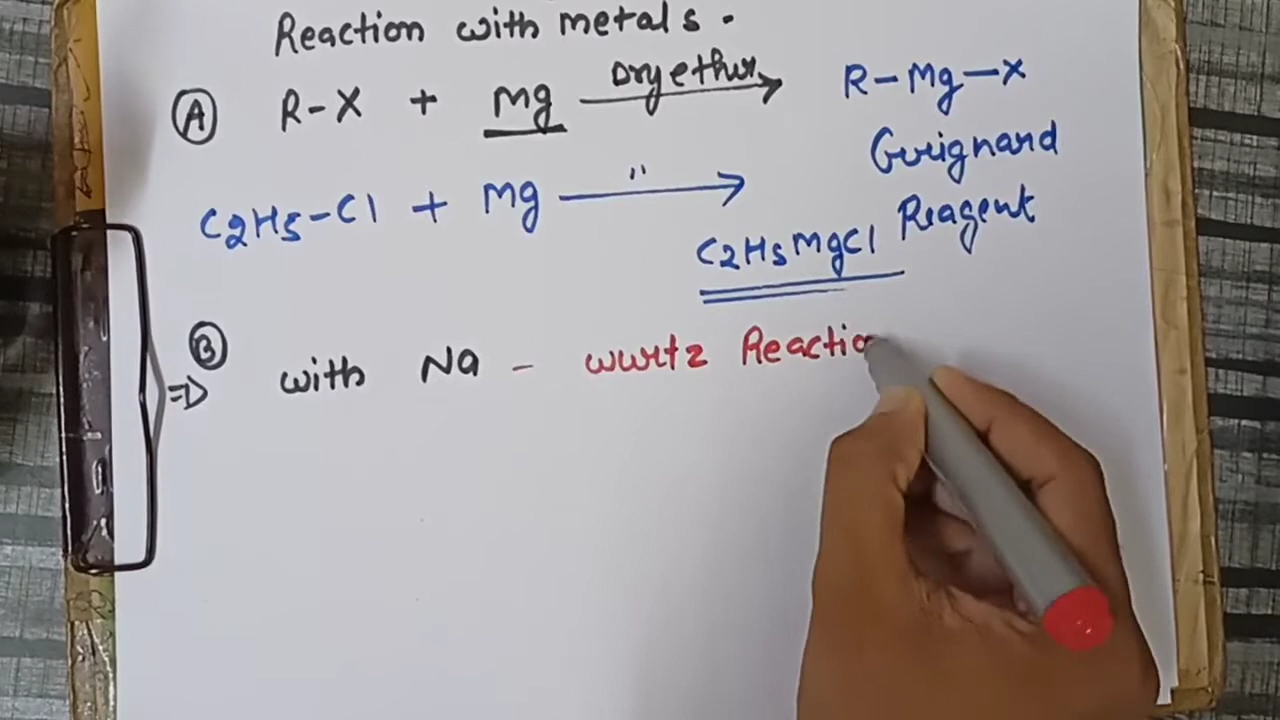 Reaction with metals.
A R-X + Mg Dry ether R-Mg-X
Grignard
C2H5-Cl + Mg " Reagent
C2H5MgCl
B
⇒ with Na - wurtz Reactio